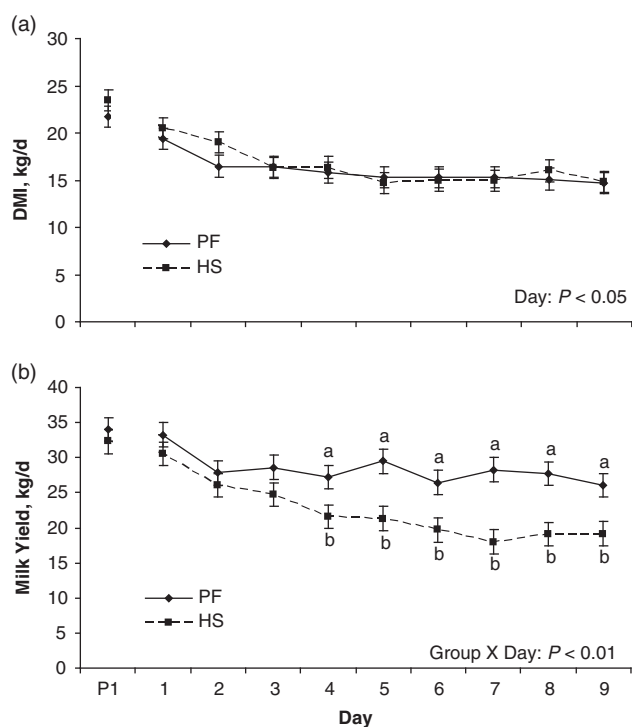 (a)
30
25
20
15
10
5
0
DMI, kg/d
PF
HS
Day: P < 0.05
(b)
40
35
30
25
20
15
10
5
0
Milk Yield, kg/d
a a a a a a
b b b b b b
PF
HS
Group X Day: P < 0.01
P1 1 2 3 4 5 6 7 8 9
Day